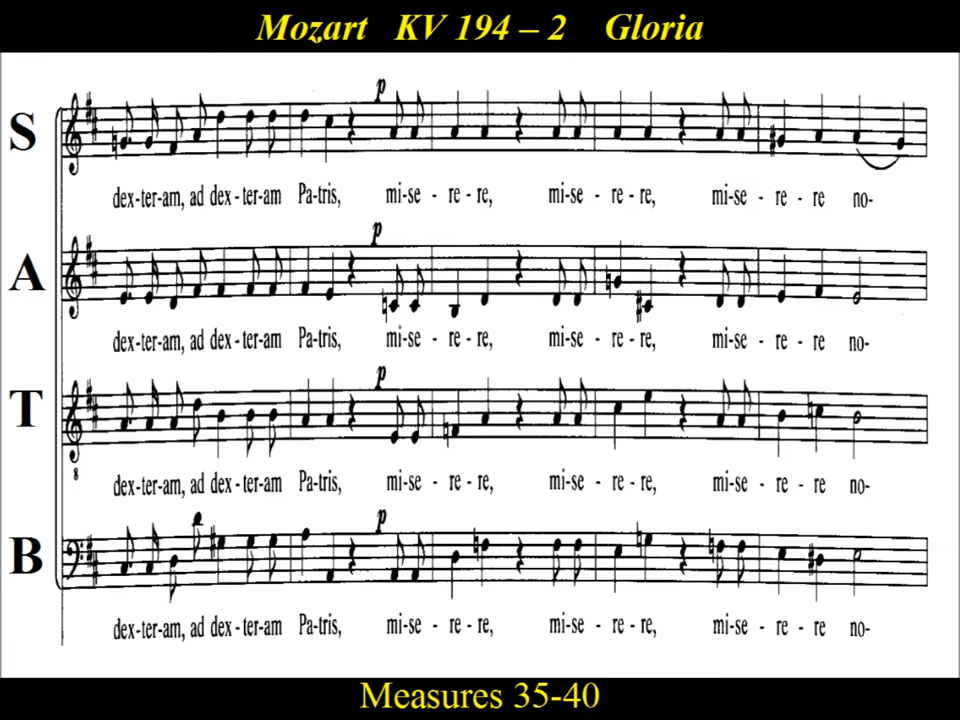 Mozart KV 194 – 2 Gloria
p
S
dex-ter-am, ad dex-ter-am Pa-tris, mi-se - re - re, mi-se - re - re, mi-se - re - re no-
p
A
dex-ter-am, ad dex-ter-am Pa-tris, mi-se - re - re, mi-se - re - re, mi-se - re - re no-
p
T
8
dex-ter-am, ad dex-ter-am Pa-tris, mi-se - re - re, mi-se - re - re, mi-se - re - re no-
p
B
dex-ter-am, ad dex-ter-am Pa-tris, mi-se - re - re, mi-se - re - re, mi-se - re - re no-
Measures 35-40